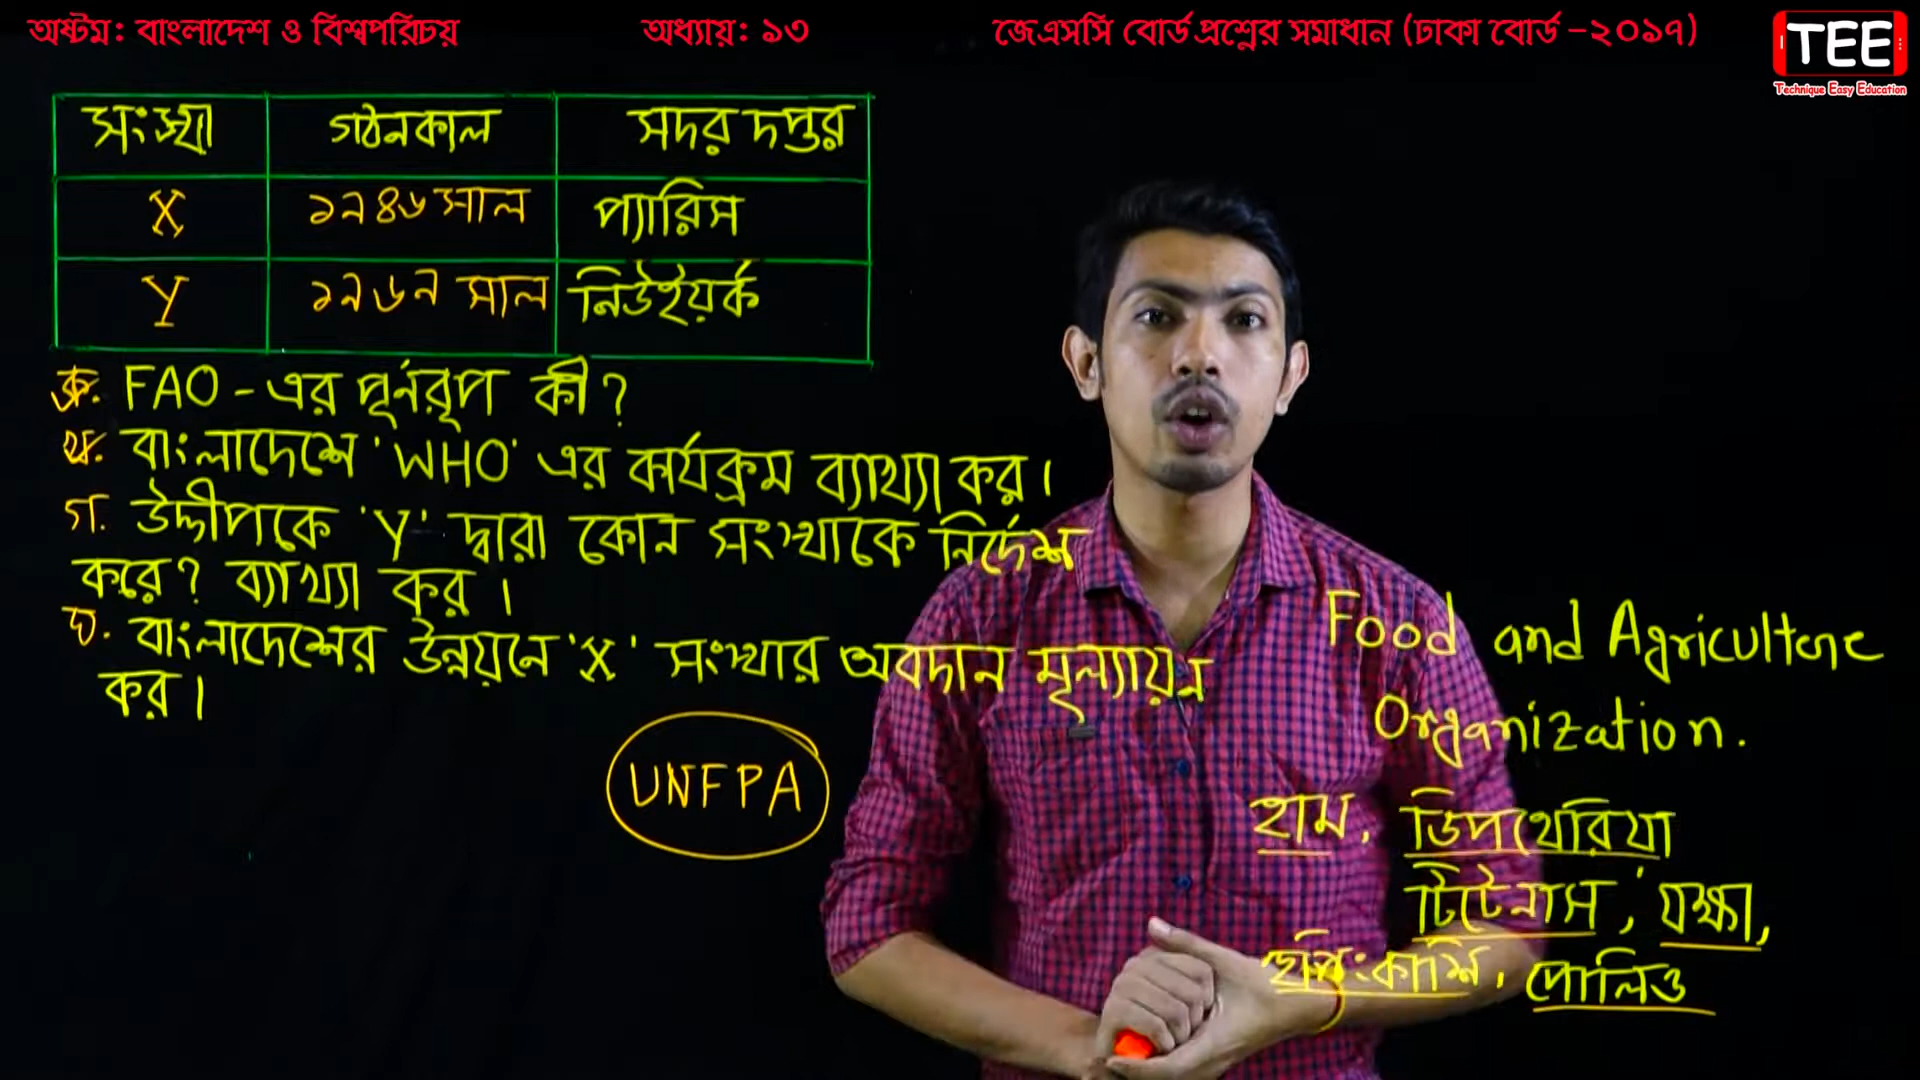 অষ্টম: বাংলাদেশ ও বিশ্বপরিচয়
অধ্যায়: ১৩
জেএসসি বোর্ড প্রশ্নের সমাধান (ঢাকা বোর্ড -২০১৭)
TEE
Technique Easy Education
সংস্থা গঠনকাল সদর দপ্তর
X ১৯৪৬ সাল প্যারিস
Y ১৯৬৯ সাল নিউইয়র্ক
ক. FAO - এর পূর্নরূপ কী?
খ. বাংলাদেশে 'WHO' এর কার্যক্রম ব্যাখ্যা কর।
গ. উদ্দীপকে 'Y' দ্বারা কোন সংস্থাকে নির্দেশ
করে? ব্যাখ্যা কর।
ঘ. বাংলাদেশের উন্নয়নে 'X' সংস্থার অবদান মূল্যায়ন
কর।
UNFPA
Food and Agriculture
Organization.
হাম, ডিপথেরিয়া
টিটেনাস, যক্ষা,
হুপিং কাশি, পোলিও